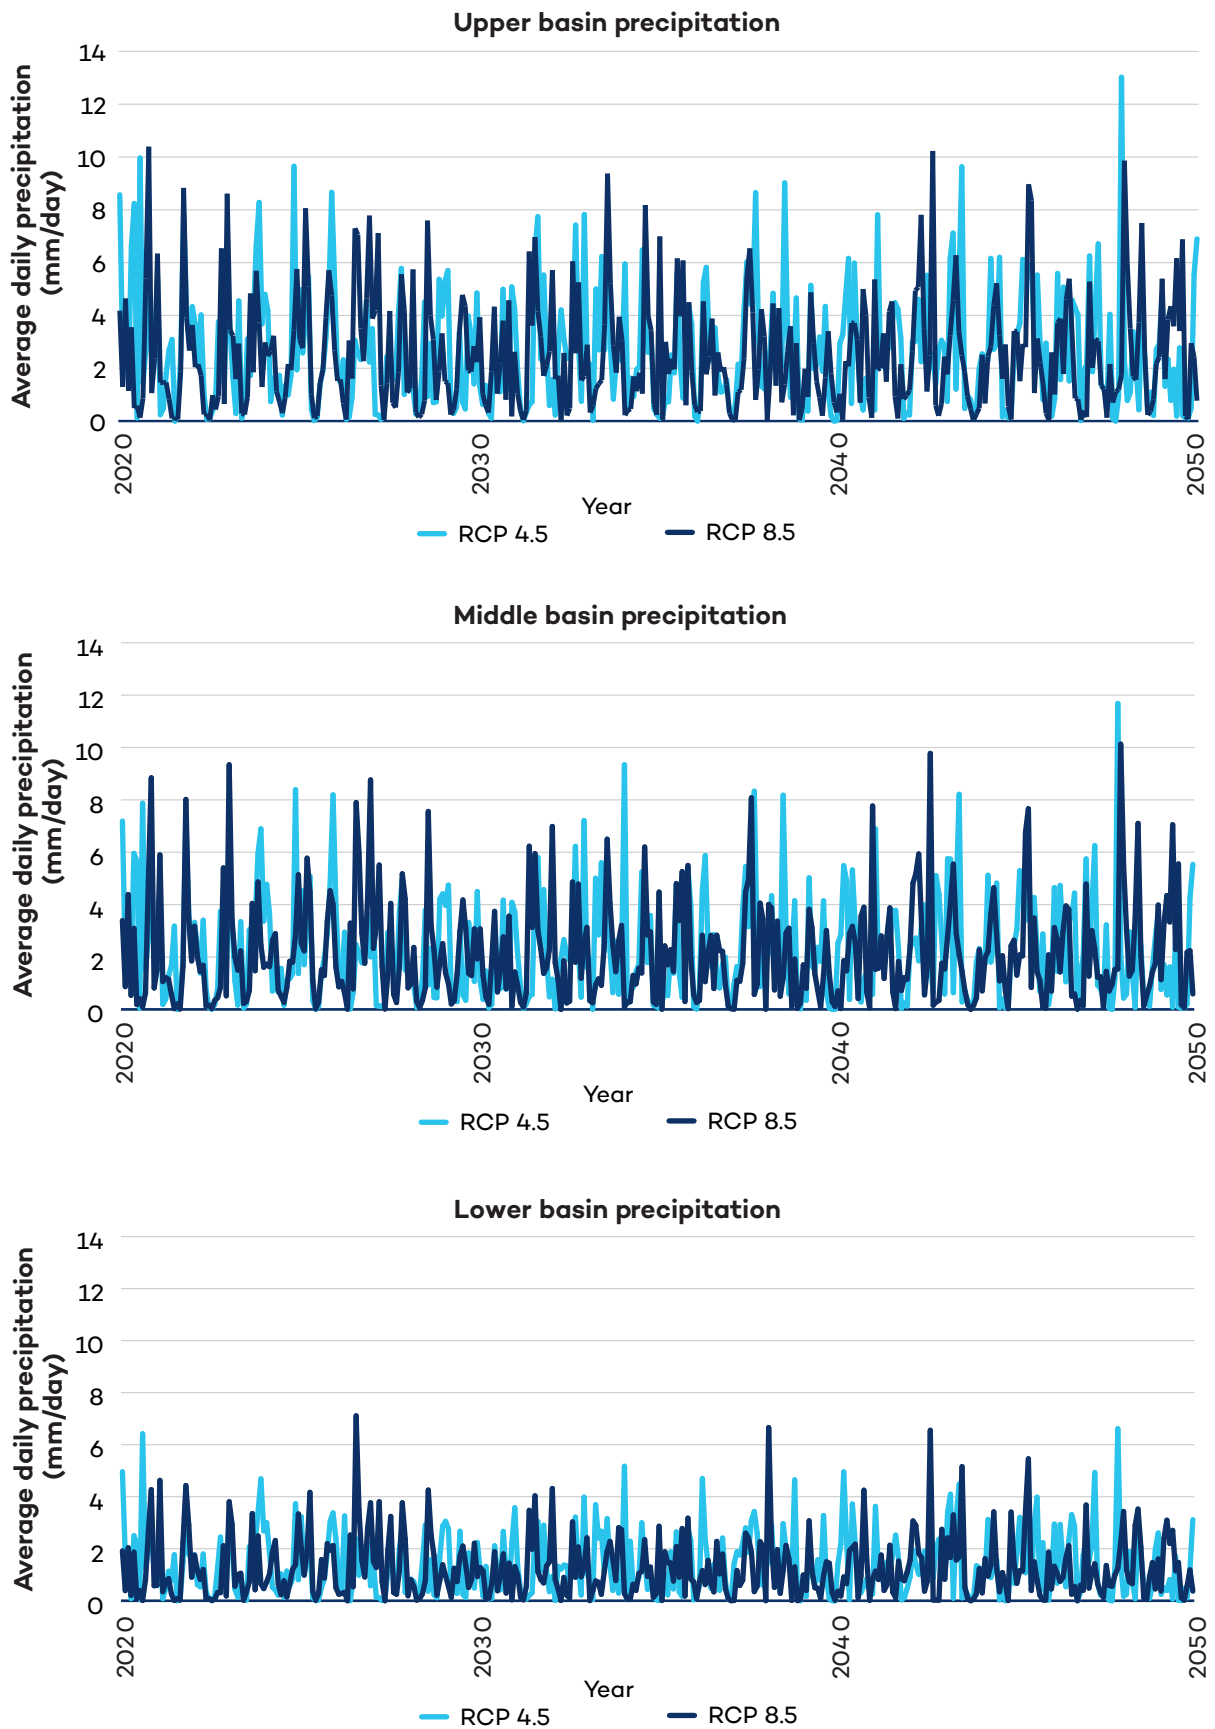 Upper basin precipitation
Average daily precipitation
(mm/day)
14
12
10
8
6
4
2
0
2020
2030
2040
2050
Year
RCP 4.5
RCP 8.5
Middle basin precipitation
Average daily precipitation
(mm/day)
14
12
10
8
6
4
2
0
2020
2030
2040
2050
Year
RCP 4.5
RCP 8.5
Lower basin precipitation
Average daily precipitation
(mm/day)
14
12
10
8
6
4
2
0
2020
2030
2040
2050
Year
RCP 4.5
RCP 8.5